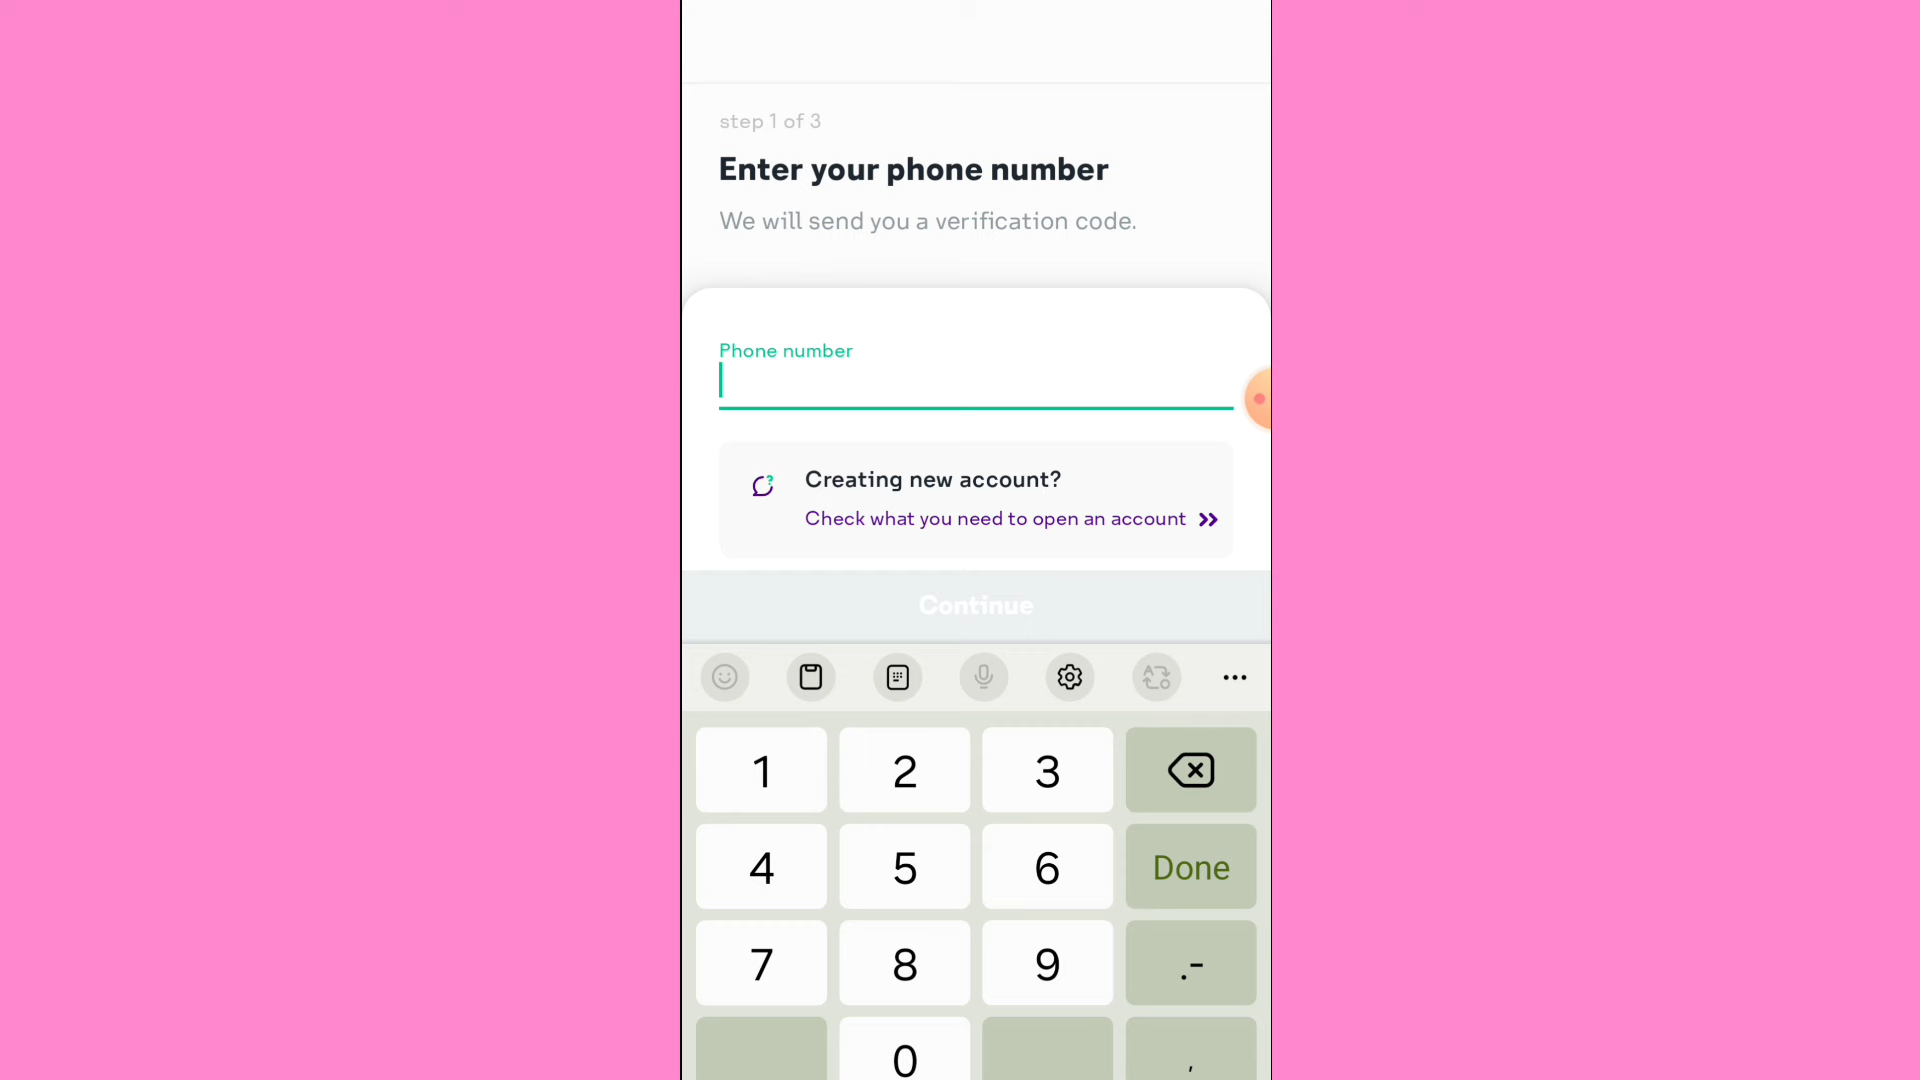 step 1 of 3
Enter your phone number
We will send you a verification code.
Phone number
Creating new account?
Check what you need to open an account
Continue
1 2 3
4 5 6 Done
7 8 9 .-
0 ,